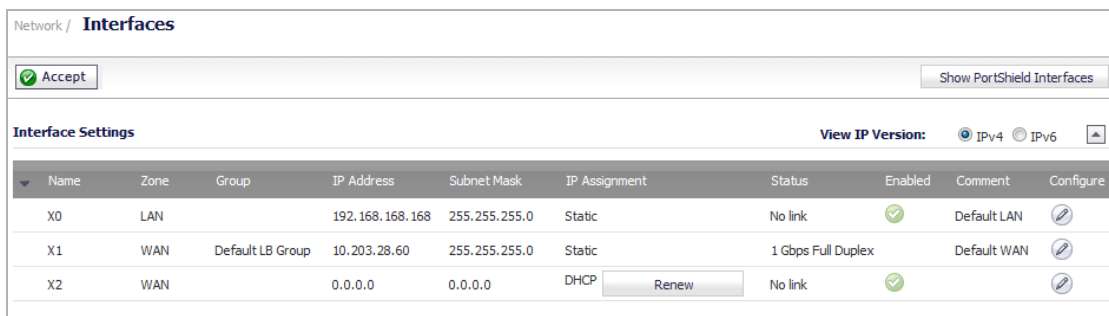 Network / Interfaces
Accept Show PortShield Interfaces
Interface Settings View IP Version: IPv4 IPv6
Name Zone Group IP Address Subnet Mask IP Assignment Status Enabled Comment Configure
X0 LAN 192.168.168.168 255.255.255.0 Static No link Default LAN
X1 WAN Default LB Group 10.203.28.60 255.255.255.0 Static 1 Gbps Full Duplex Default WAN
X2 WAN 0.0.0.0 0.0.0.0 DHCP Renew No link